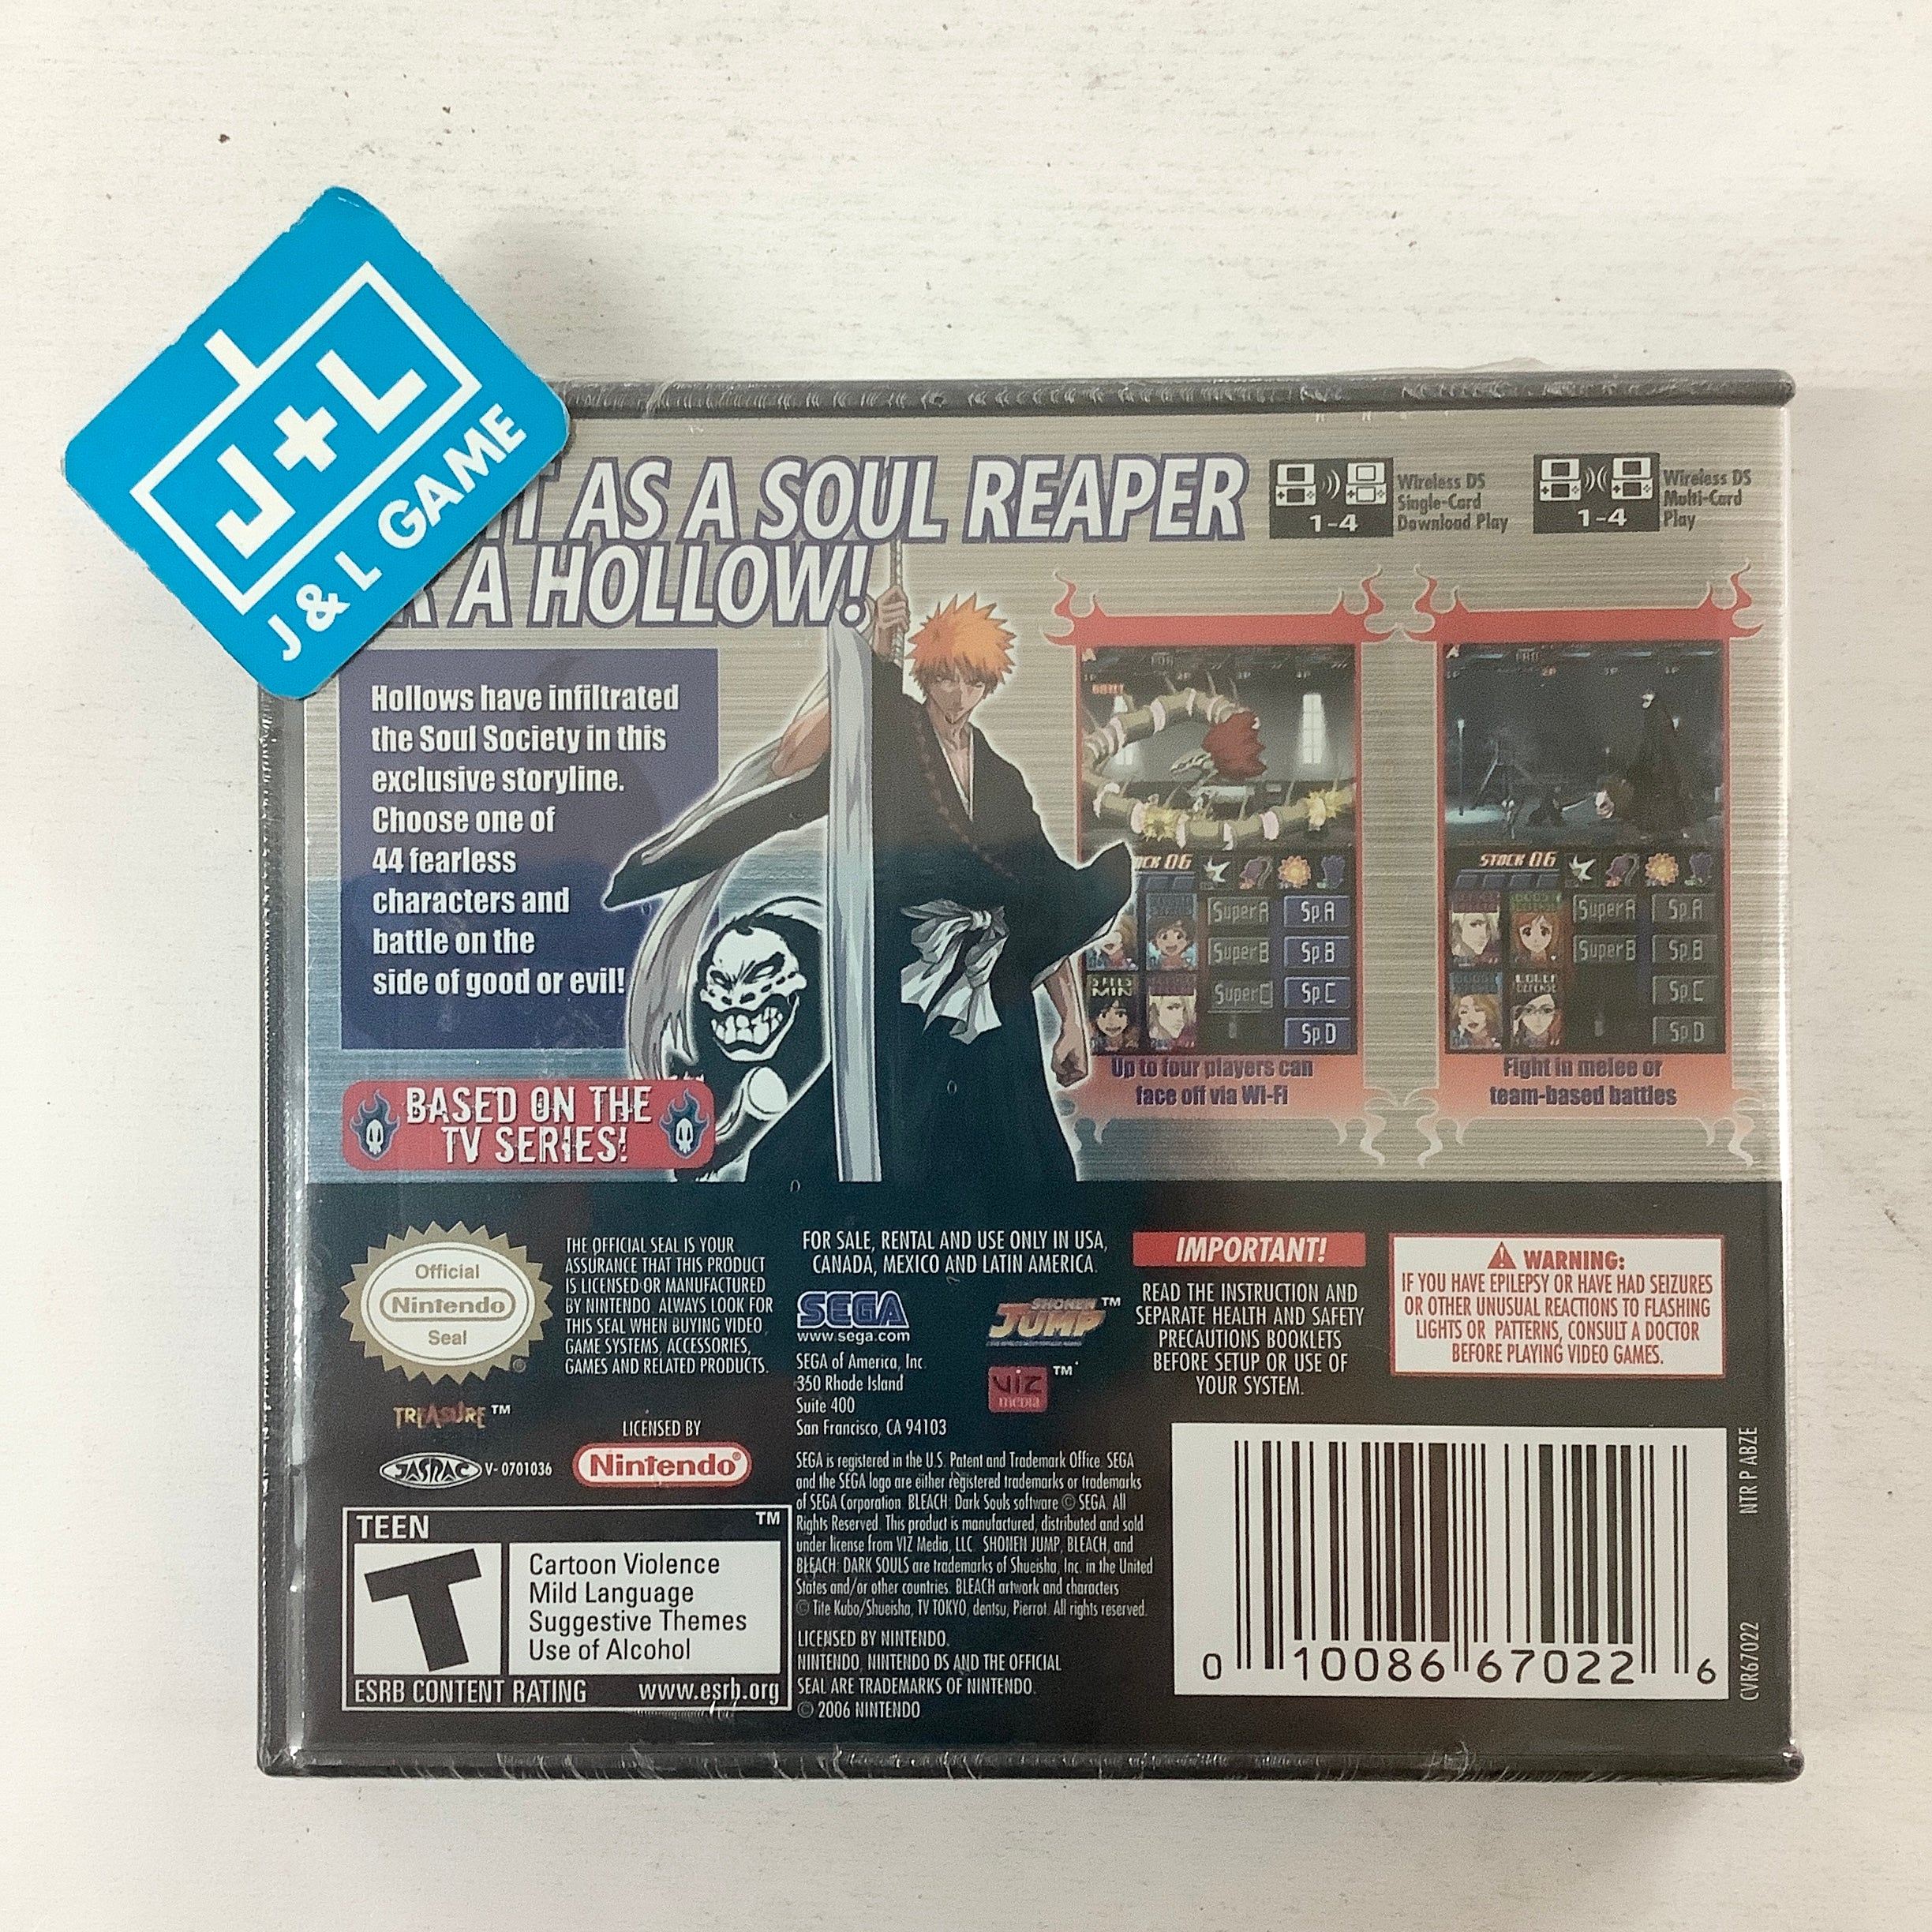 J+L
J & L GAME
AS A SOUL REAPER
A HOLLOW!
Wireless DS
Single-Card
Download Play
1-4
Wireless DS
Multi-Card
Play
1-4
Hollows have infiltrated
the Soul Society in this
exclusive storyline.
Choose one of
44 fearless
characters and
battle on the
side of good or evil!
BASED ON THE
TV SERIES!
06
Super A Sp.A
Super B Sp.B
Super C Sp.C
Sp.D
Up to four players can
face off via Wi-Fi
STOCK 06
Super A Sp.A
Super B Sp.B
Sp.C
Sp.D
Fight in melee or
team-based battles
Official
Nintendo
Seal
®
THE OFFICIAL SEAL IS YOUR
ASSURANCE THAT THIS PRODUCT
IS LICENSED OR MANUFACTURED
BY NINTENDO. ALWAYS LOOK FOR
THIS SEAL WHEN BUYING VIDEO
GAME SYSTEMS, ACCESSORIES,
GAMES AND RELATED PRODUCTS.
TREASURE™
JASRAC V-0701036
LICENSED BY
Nintendo®
FOR SALE, RENTAL AND USE ONLY IN USA,
CANADA, MEXICO AND LATIN AMERICA.
SEGA
www.sega.com
SEGA of America, Inc.
350 Rhode Island
Suite 400
San Francisco, CA 94103
SHONEN
JUMP™
VIZ
media
™
IMPORTANT!
READ THE INSTRUCTION AND
SEPARATE HEALTH AND SAFETY
PRECAUTIONS BOOKLETS
BEFORE SETUP OR USE OF
YOUR SYSTEM.
WARNING:
IF YOU HAVE EPILEPSY OR HAVE HAD SEIZURES
OR OTHER UNUSUAL REACTIONS TO FLASHING
LIGHTS OR PATTERNS, CONSULT A DOCTOR
BEFORE PLAYING VIDEO GAMES.
SEGA is registered in the U.S. Patent and Trademark Office. SEGA
and the SEGA logo are either registered trademarks or trademarks
of SEGA Corporation. BLEACH: Dark Souls software © SEGA. All
Rights Reserved. This product is manufactured, distributed and sold
under license from VIZ Media, LLC. SHONEN JUMP, BLEACH, and
BLEACH: DARK SOULS are trademarks of Shueisha, Inc. in the United
States and/or other countries. BLEACH artwork and characters
© Tite Kubo/Shueisha, TV TOKYO, dentsu, Pierrot. All rights reserved.
LICENSED BY NINTENDO.
NINTENDO, NINTENDO DS AND THE OFFICIAL
SEAL ARE TRADEMARKS OF NINTENDO.
© 2006 NINTENDO
TEEN ™
T
Cartoon Violence
Mild Language
Suggestive Themes
Use of Alcohol
ESRB CONTENT RATING www.esrb.org
0 10086 67022 6
NTR P ABZE
CVR67022